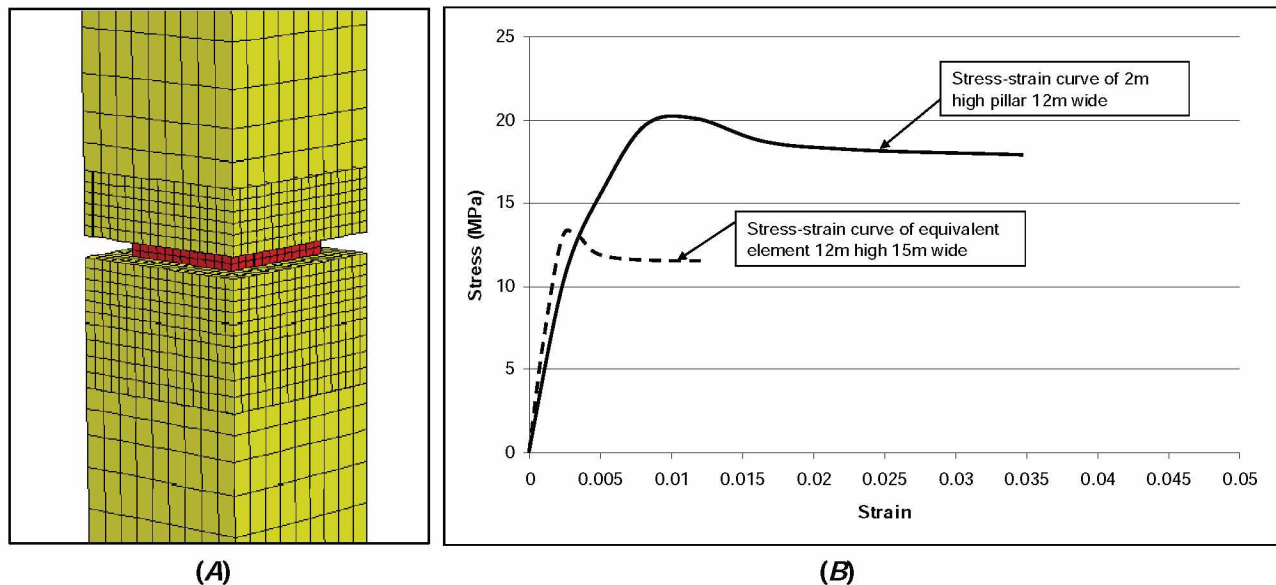 25
20
15
10
5
0
Stress (MPa)
Stress-strain curve of 2m
high pillar 12m wide
Stress-strain curve of equivalent
element 12m high 15m wide
0 0.005 0.01 0.015 0.02 0.025 0.03 0.035 0.04 0.045 0.05
Strain
(A)
(B)